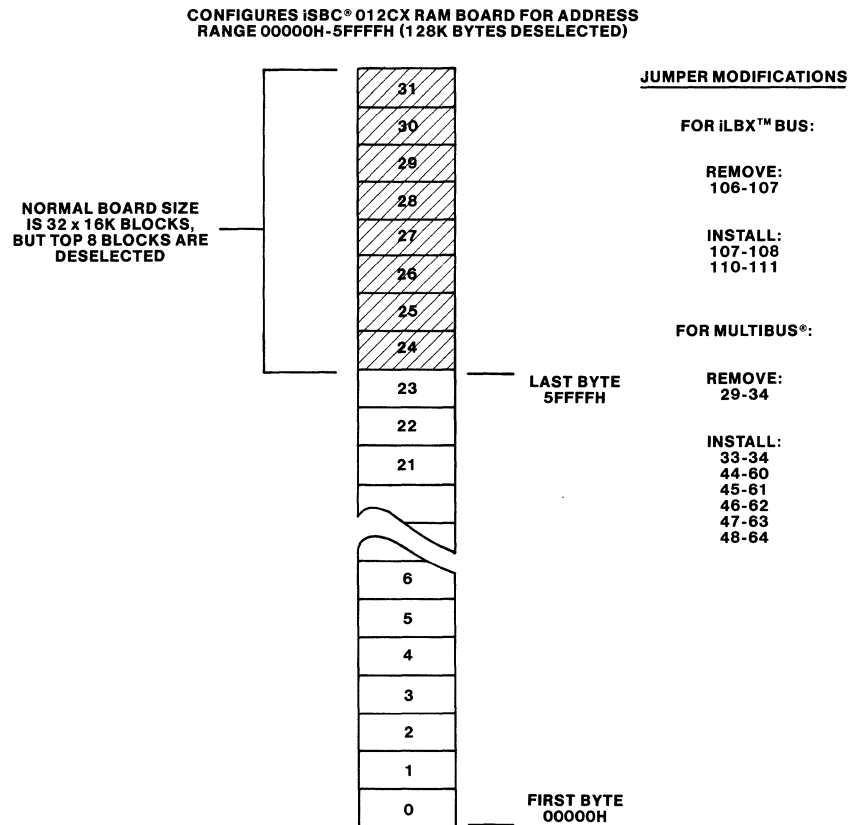 CONFIGURES iSBC® 012CX RAM BOARD FOR ADDRESS
RANGE 00000H-5FFFFH (128K BYTES DESELECTED)
NORMAL BOARD SIZE
IS 32 x 16K BLOCKS,
BUT TOP 8 BLOCKS ARE
DESELECTED
31
30
29
28
27
26
25
24
23
22
21
6
5
4
3
2
1
0
LAST BYTE
5FFFFH
FIRST BYTE
00000H
JUMPER MODIFICATIONS
FOR iLBX™ BUS:
REMOVE:
106-107
INSTALL:
107-108
110-111
FOR MULTIBUS®:
REMOVE:
29-34
INSTALL:
33-34
44-60
45-61
46-62
47-63
48-64